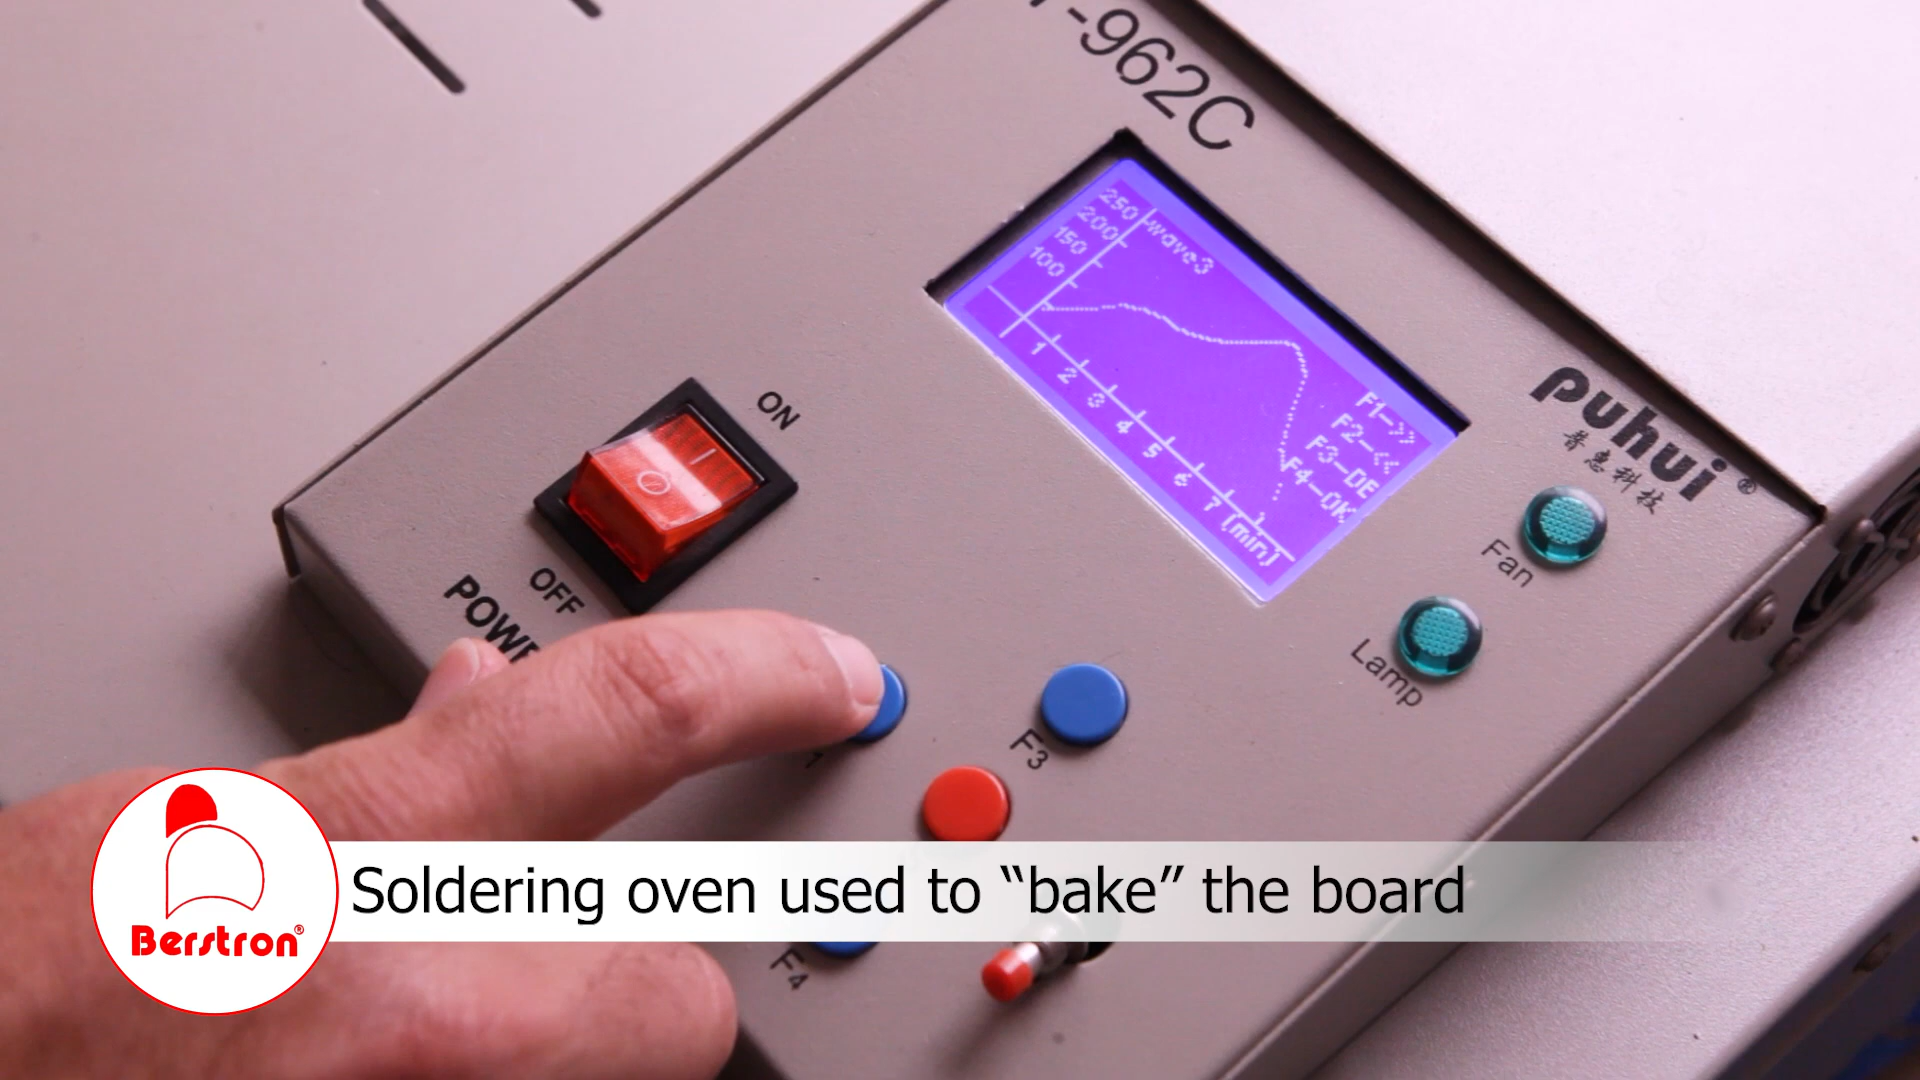 -962C
250
200
150
100
wave3
1
2
3
4
5
6
7
(min)
F1->>
F2-<<
F3-DE
F4-OK
puhui®
普惠科技
ON
OFF
Fan
Lamp
F3
F4
Soldering oven used to “bake” the board
Berstron®